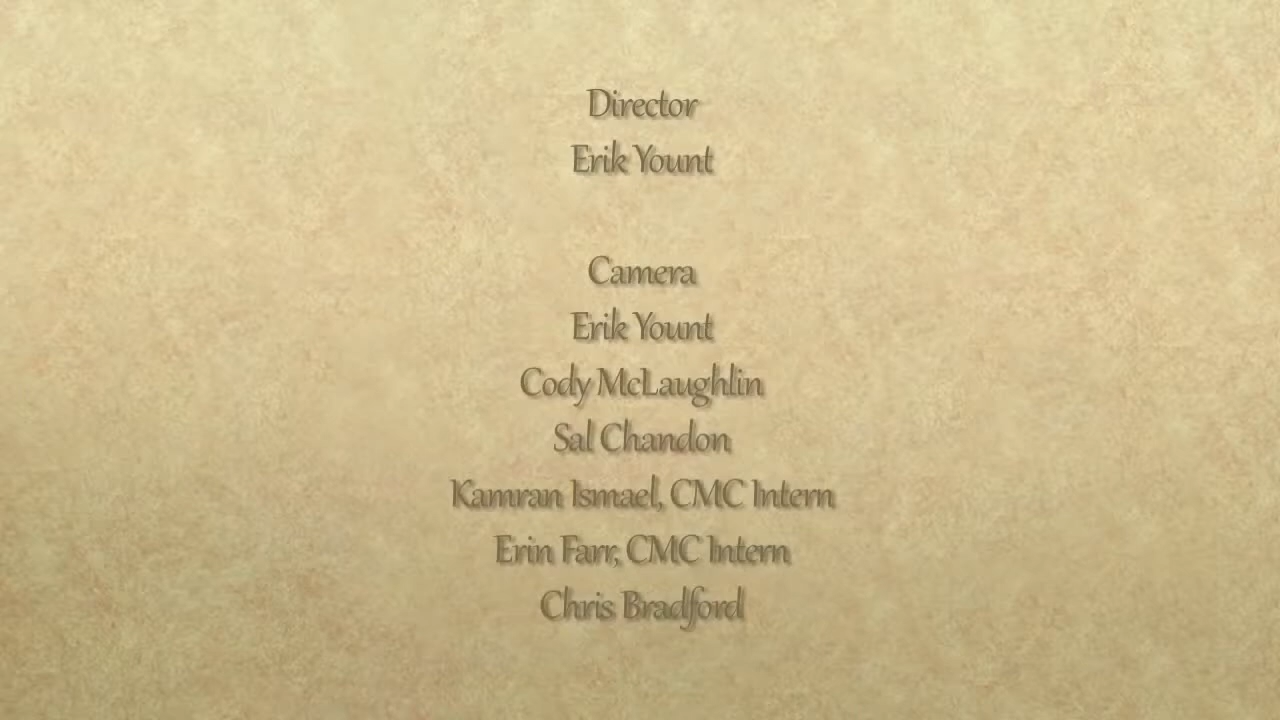 Director
Erik Yount
Camera
Erik Yount
Cody McLaughlin
Sal Chandon
Kamran Ismael, CMC Intern
Erin Farr, CMC Intern
Chris Bradford